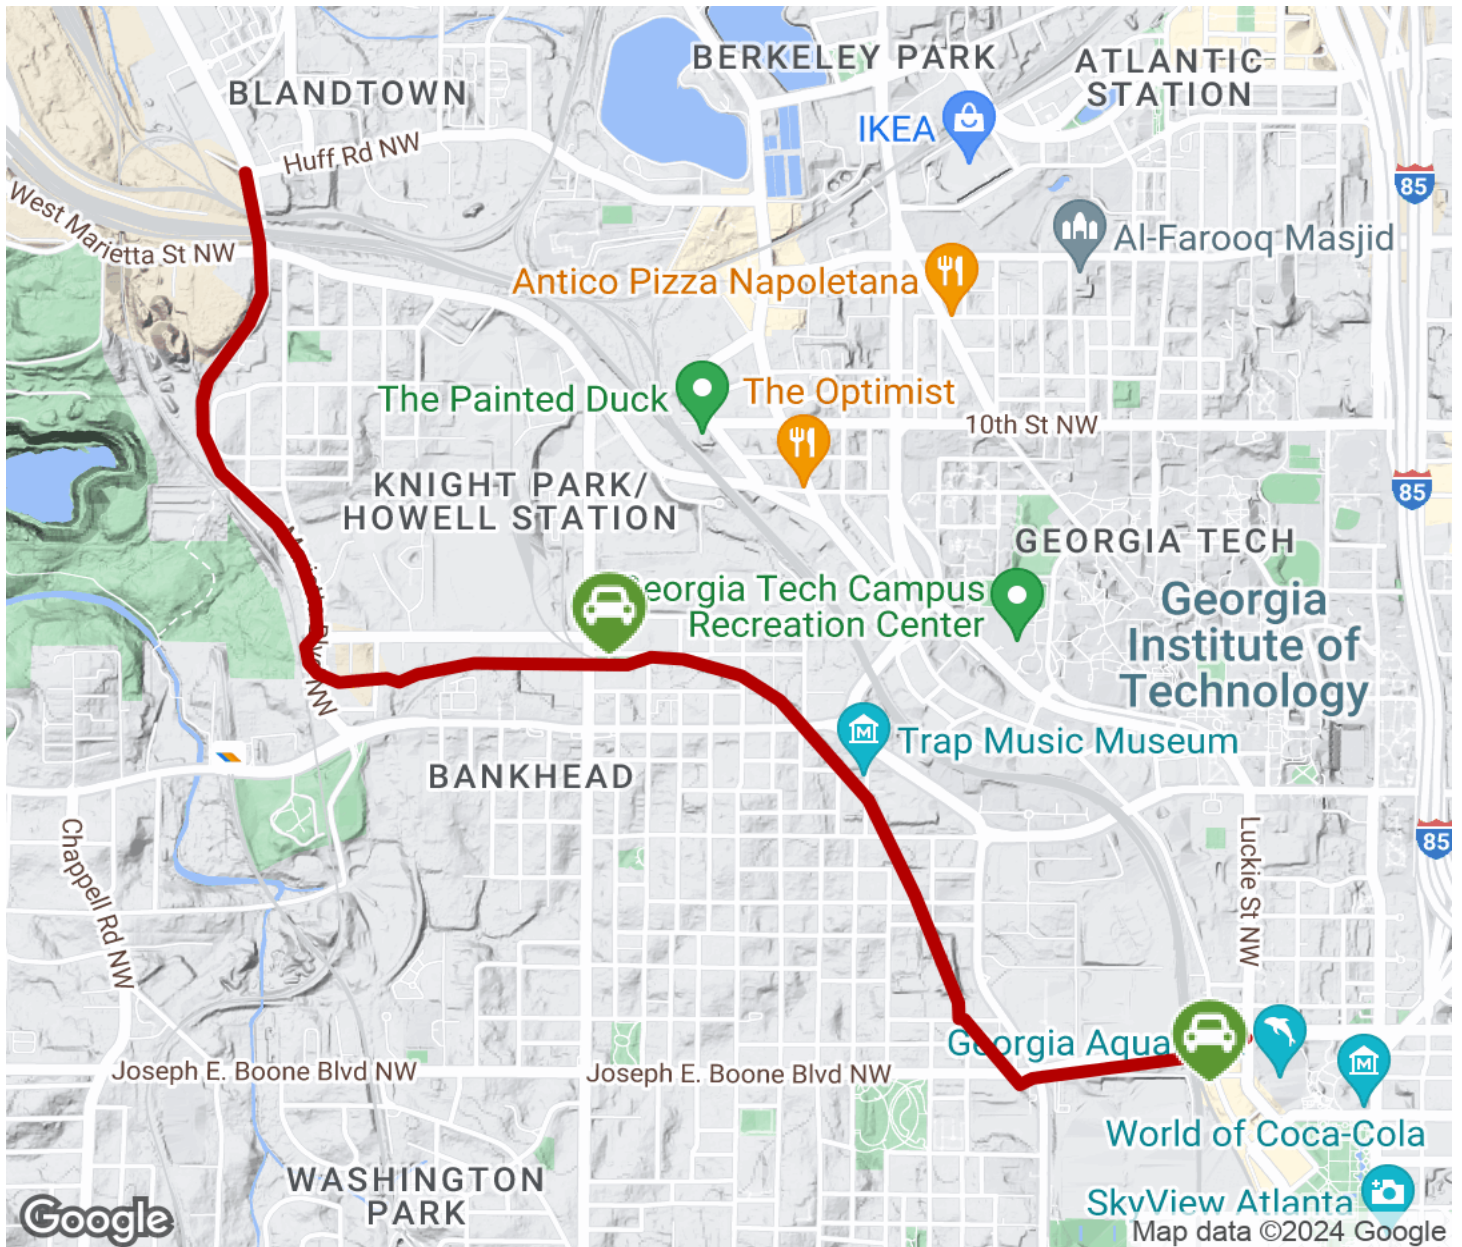 BERKELEY PARK
ATLANTIC
STATION
BLANDTOWN
IKEA
Huff Rd NW
85
West Marietta St NW
Al-Farooq Masjid
Antico Pizza Napoletana
The Painted Duck
The Optimist
10th St NW
KNIGHT PARK/
HOWELL STATION
85
GEORGIA TECH
eorgia Tech Campus
Recreation Center
Georgia
Institute of
Technology
NW
Trap Music Museum
BANKHEAD
Chappell Rd NW
Luckie St NW
85
Georgia Aqua
Joseph E. Boone Blvd NW
Joseph E. Boone Blvd NW
World of Coca-Cola
WASHINGTON
PARK
SkyView Atlanta
Google
Map data ©2024 Google